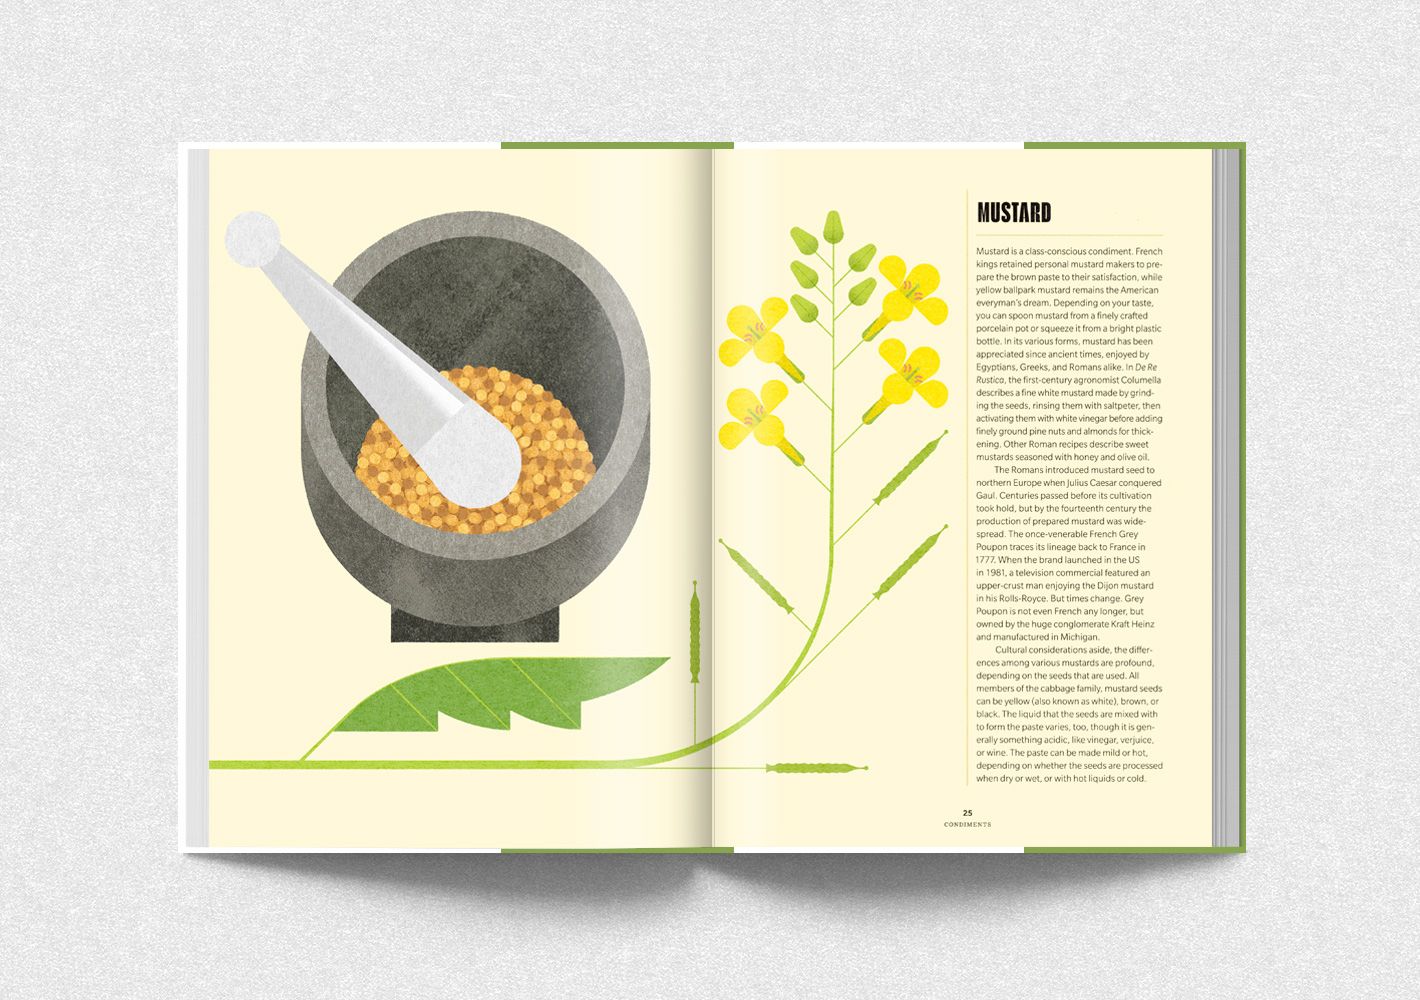 MUSTARD
Mustard is a class-conscious condiment. French
kings retained personal mustard makers to pre-
pare the brown paste to their satisfaction, while
yellow ballpark mustard remains the American
everyman's dream. Depending on your taste,
you can spoon mustard from a finely crafted
porcelain pot or squeeze it from a bright plastic
bottle. In its various forms, mustard has been
appreciated since ancient times, enjoyed by
Egyptians, Greeks, and Romans alike. In De Re
Rustica, the first-century agronomist Columella
describes a fine white mustard made by grind-
ing the seeds, rinsing them with saltpeter, then
activating them with white vinegar before adding
finely ground pine nuts and almonds for thick-
ening. Other Roman recipes describe sweet
mustards seasoned with honey and olive oil.
The Romans introduced mustard seed to
northern Europe when Julius Caesar conquered
Gaul. Centuries passed before its cultivation
took hold, but by the fourteenth century the
production of prepared mustard was wide-
spread. The once-venerable French Grey
Poupon traces its lineage back to France in
1777. When the brand launched in the US
in 1981, a television commercial featured an
upper-crust man enjoying the Dijon mustard
in his Rolls-Royce. But times change. Grey
Poupon is not even French any longer, but
owned by the huge conglomerate Kraft Heinz
and manufactured in Michigan.
Cultural considerations aside, the differ-
ences among various mustards are profound,
depending on the seeds that are used. All
members of the cabbage family, mustard seeds
can be yellow (also known as white), brown, or
black. The liquid that the seeds are mixed with
to form the paste varies, too, though it is gen-
erally something acidic, like vinegar, verjuice,
or wine. The paste can be made mild or hot,
depending on whether the seeds are processed
when dry or wet, or with hot liquids or cold.
25
CONDIMENTS